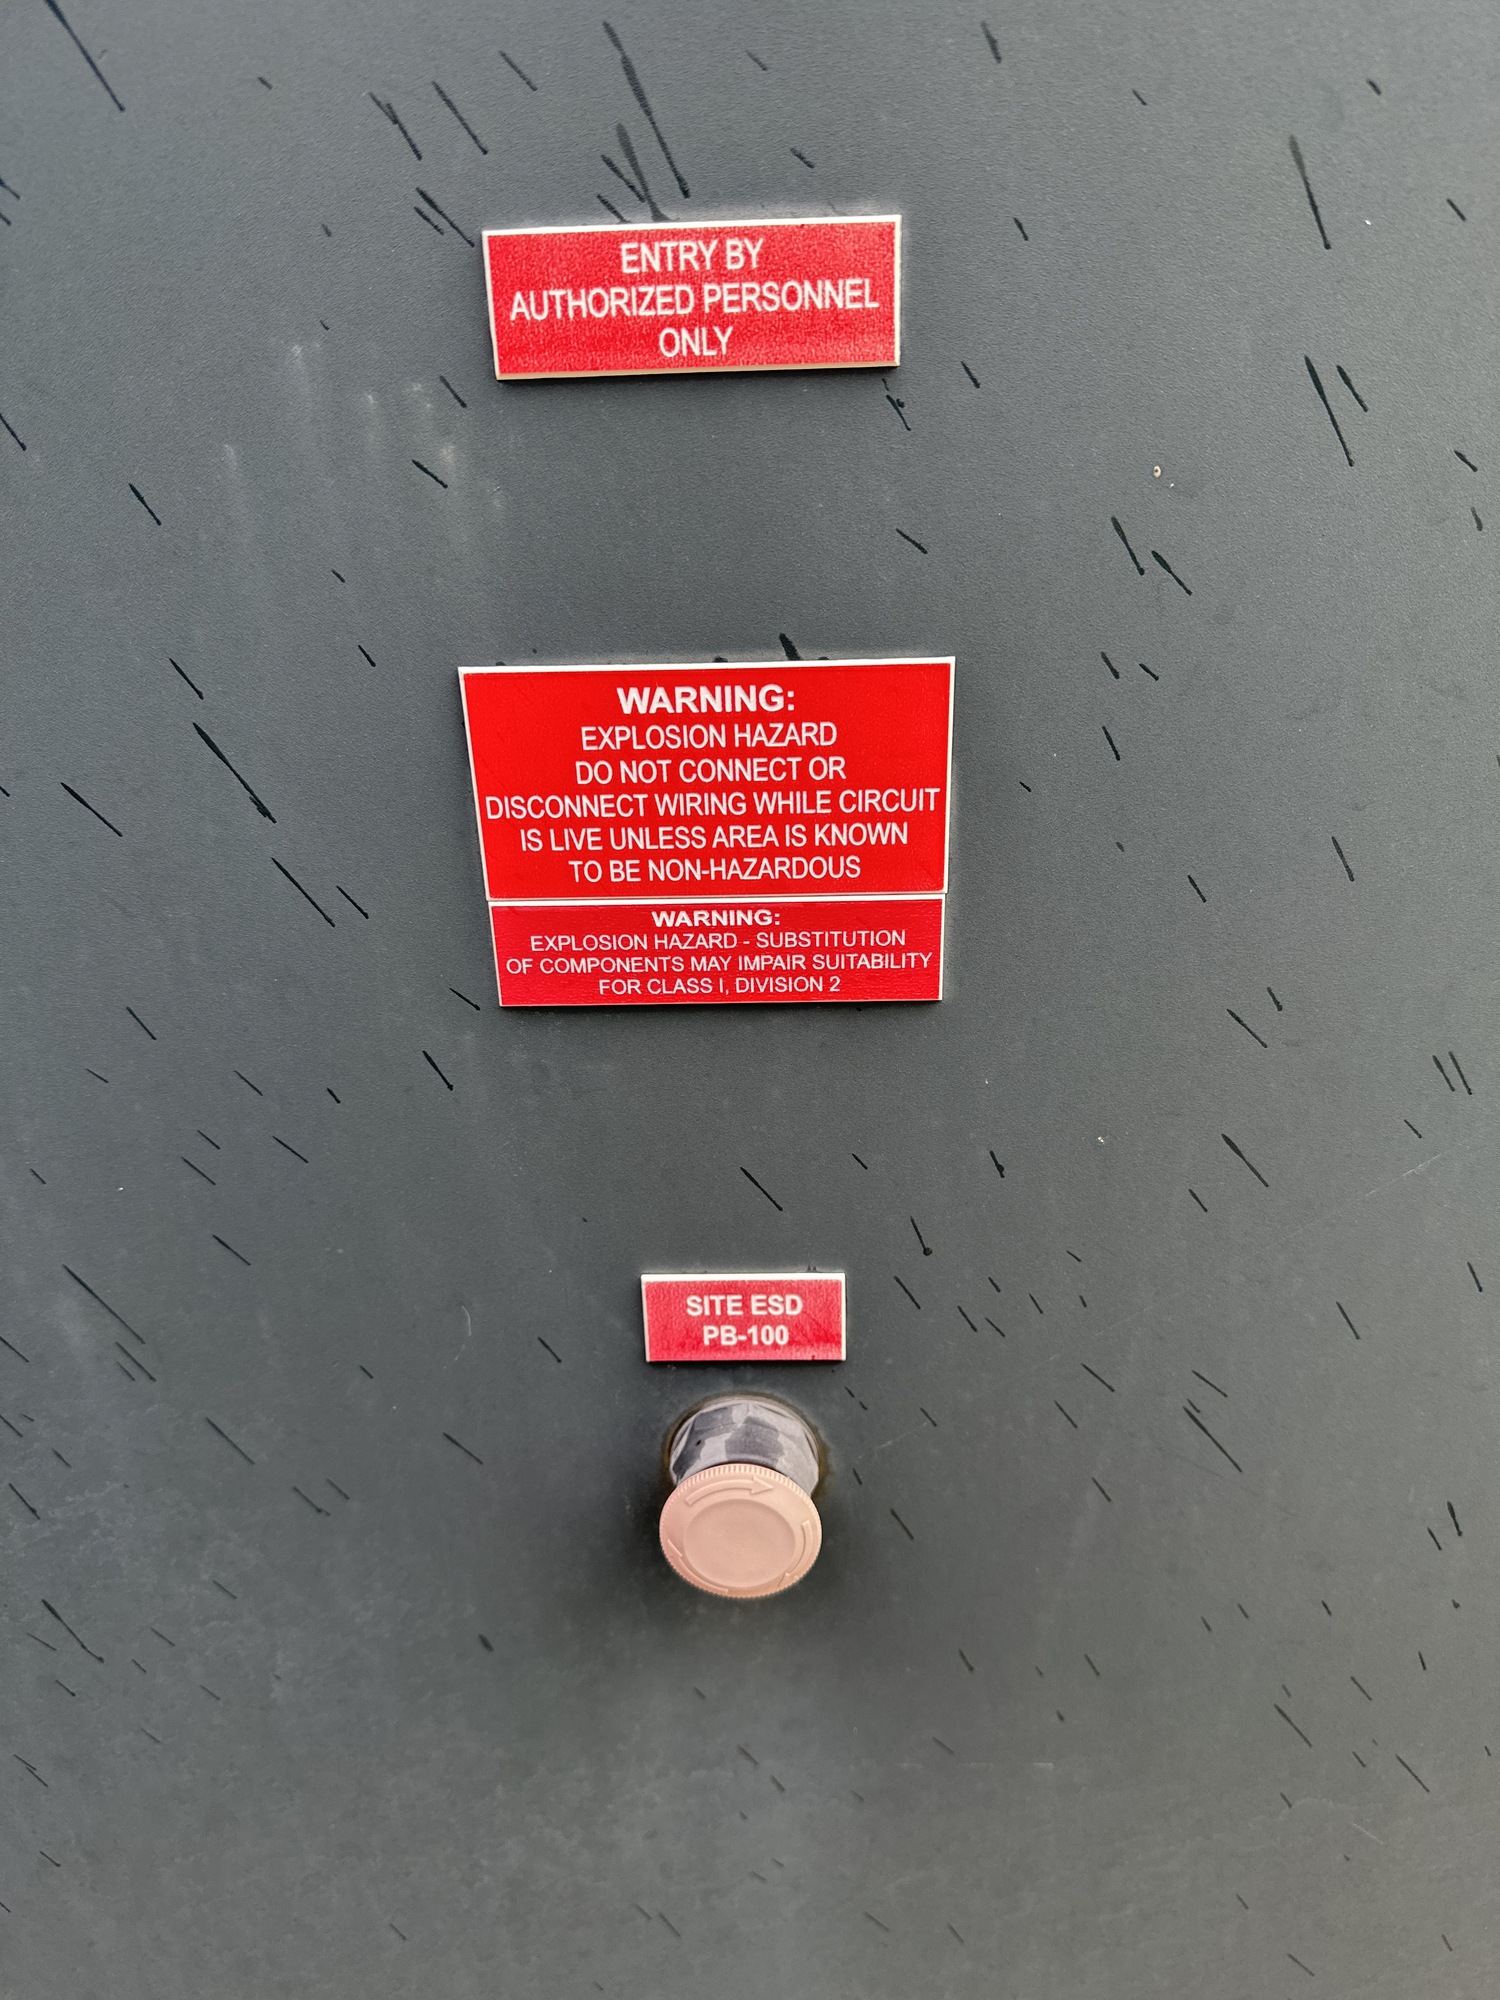 ENTRY BY
AUTHORIZED PERSONNEL
ONLY
WARNING:
EXPLOSION HAZARD
DO NOT CONNECT OR
DISCONNECT WIRING WHILE CIRCUIT
IS LIVE UNLESS AREA IS KNOWN
TO BE NON-HAZARDOUS
WARNING:
EXPLOSION HAZARD - SUBSTITUTION
OF COMPONENTS MAY IMPAIR SUITABILITY
FOR CLASS I, DIVISION 2
SITE ESD
PB-100